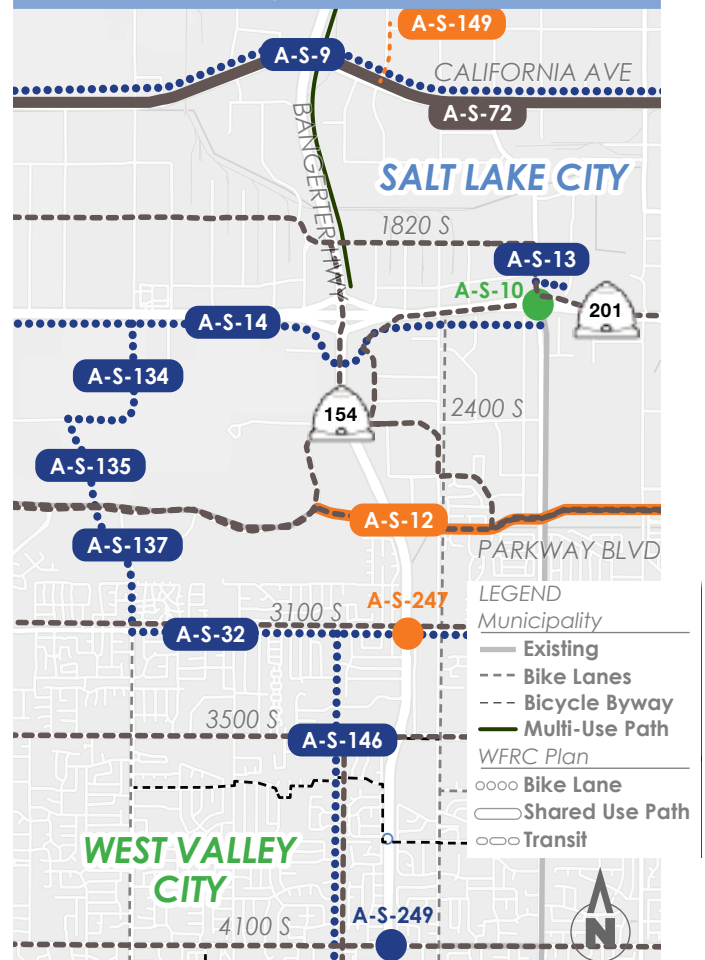 A-S-149
A-S-9
CALIFORNIA AVE
A-S-72
BANGERTER HWY
SALT LAKE CITY
1820 S
A-S-13
A-S-10
201
A-S-14
A-S-134
2400 S
154
A-S-135
A-S-12
A-S-137
PARKWAY BLVD
LEGEND
Municipality
Existing
Bike Lanes
Bicycle Byway
Multi-Use Path
WFRC Plan
Bike Lane
Shared Use Path
Transit
A-S-247
3100 S
A-S-32
3500 S
A-S-146
WEST VALLEY
CITY
A-S-249
4100 S
N